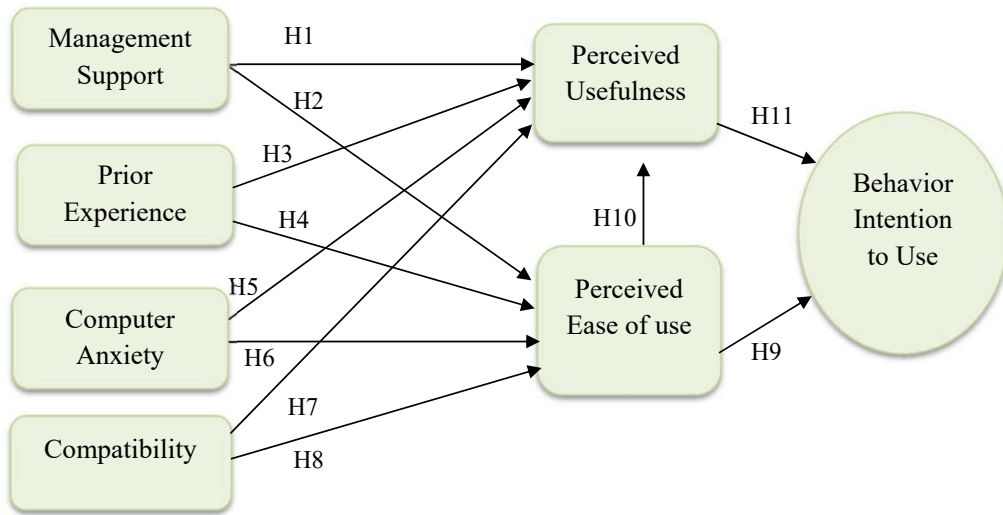 Management
Support
H1
H2
Perceived
Usefulness
H11
Prior
Experience
H3
H4
H10
Behavior
Intention
to Use
Computer
Anxiety
H5
H6
Perceived
Ease of use
H9
Compatibility
H7
H8